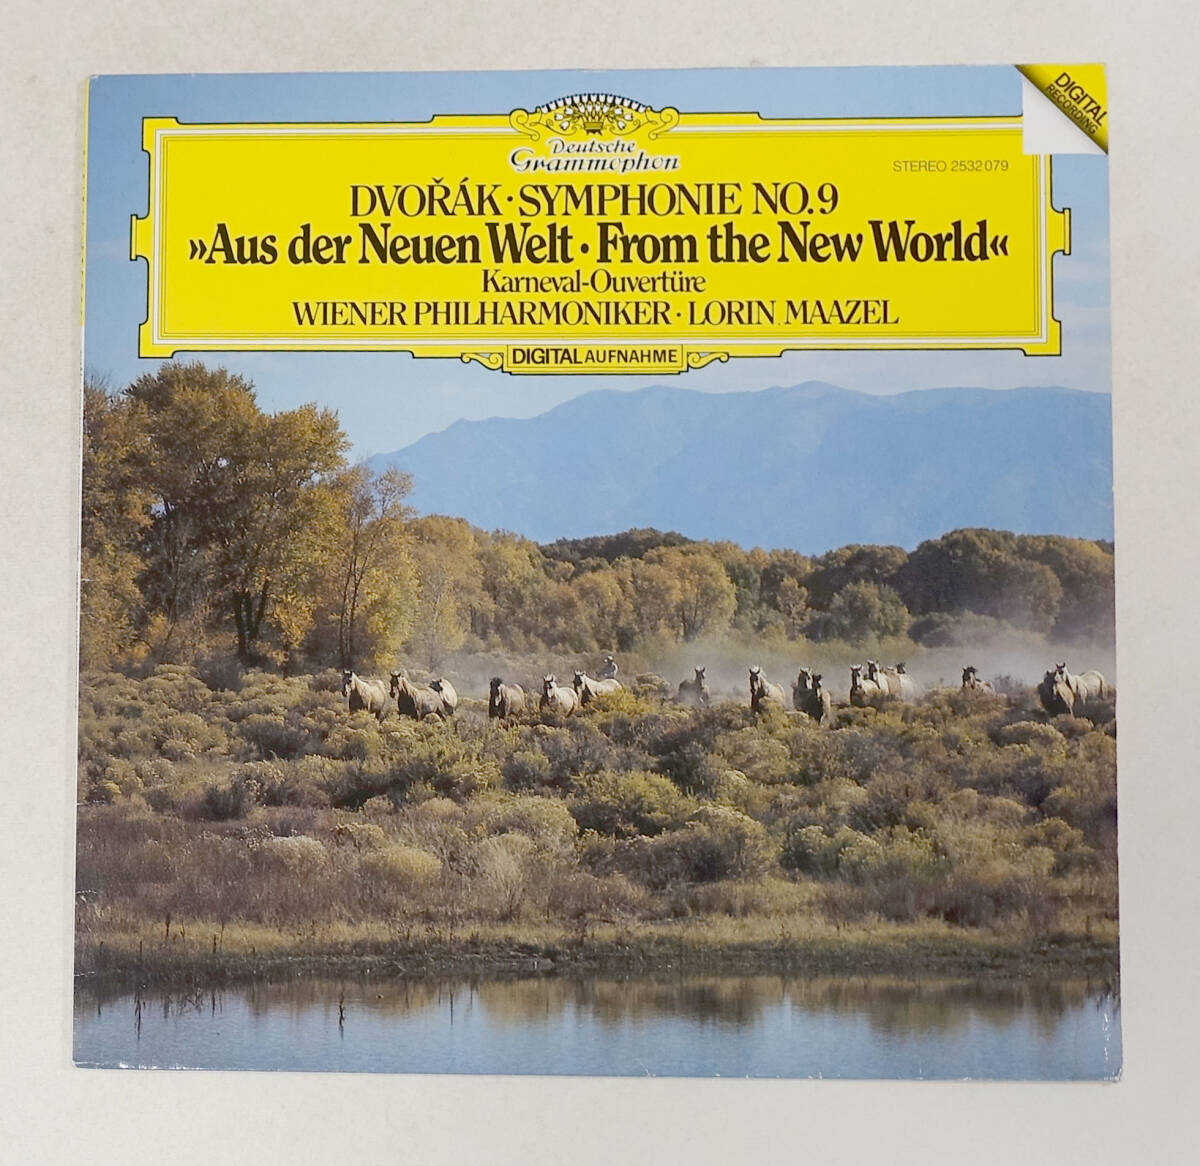 DIGITAL
RECORDING
Deutsche
Grammophon
STEREO 2532 079
DVOŘÁK · SYMPHONIE NO. 9
»Aus der Neuen Welt · From the New World«
Karneval-Ouvertüre
WIENER PHILHARMONIKER · LORIN MAAZEL
DIGITAL AUFNAHME